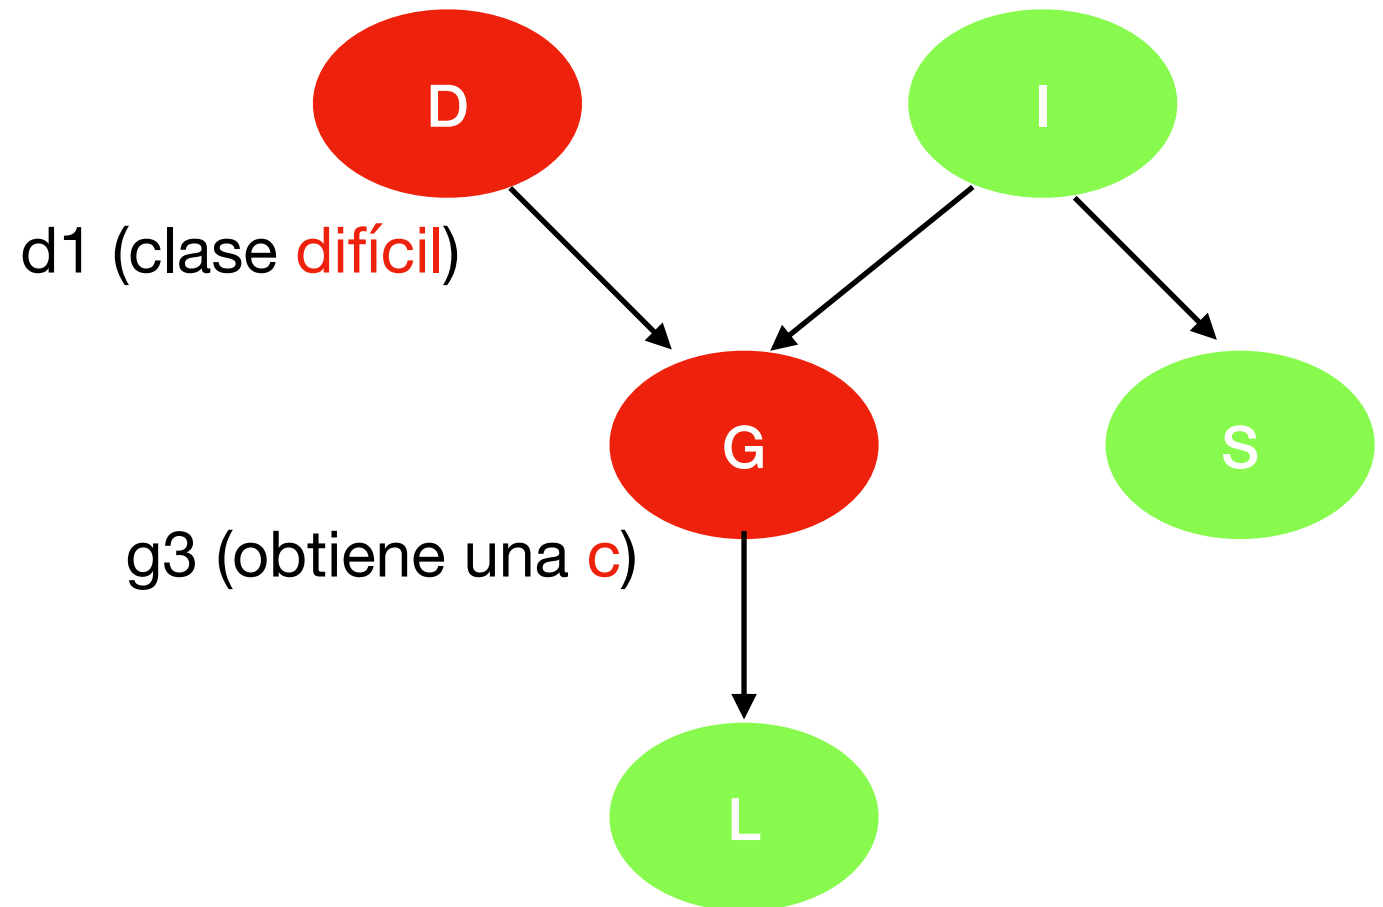 D
I
d1 (clase difícil)
G
S
g3 (obtiene una c)
L